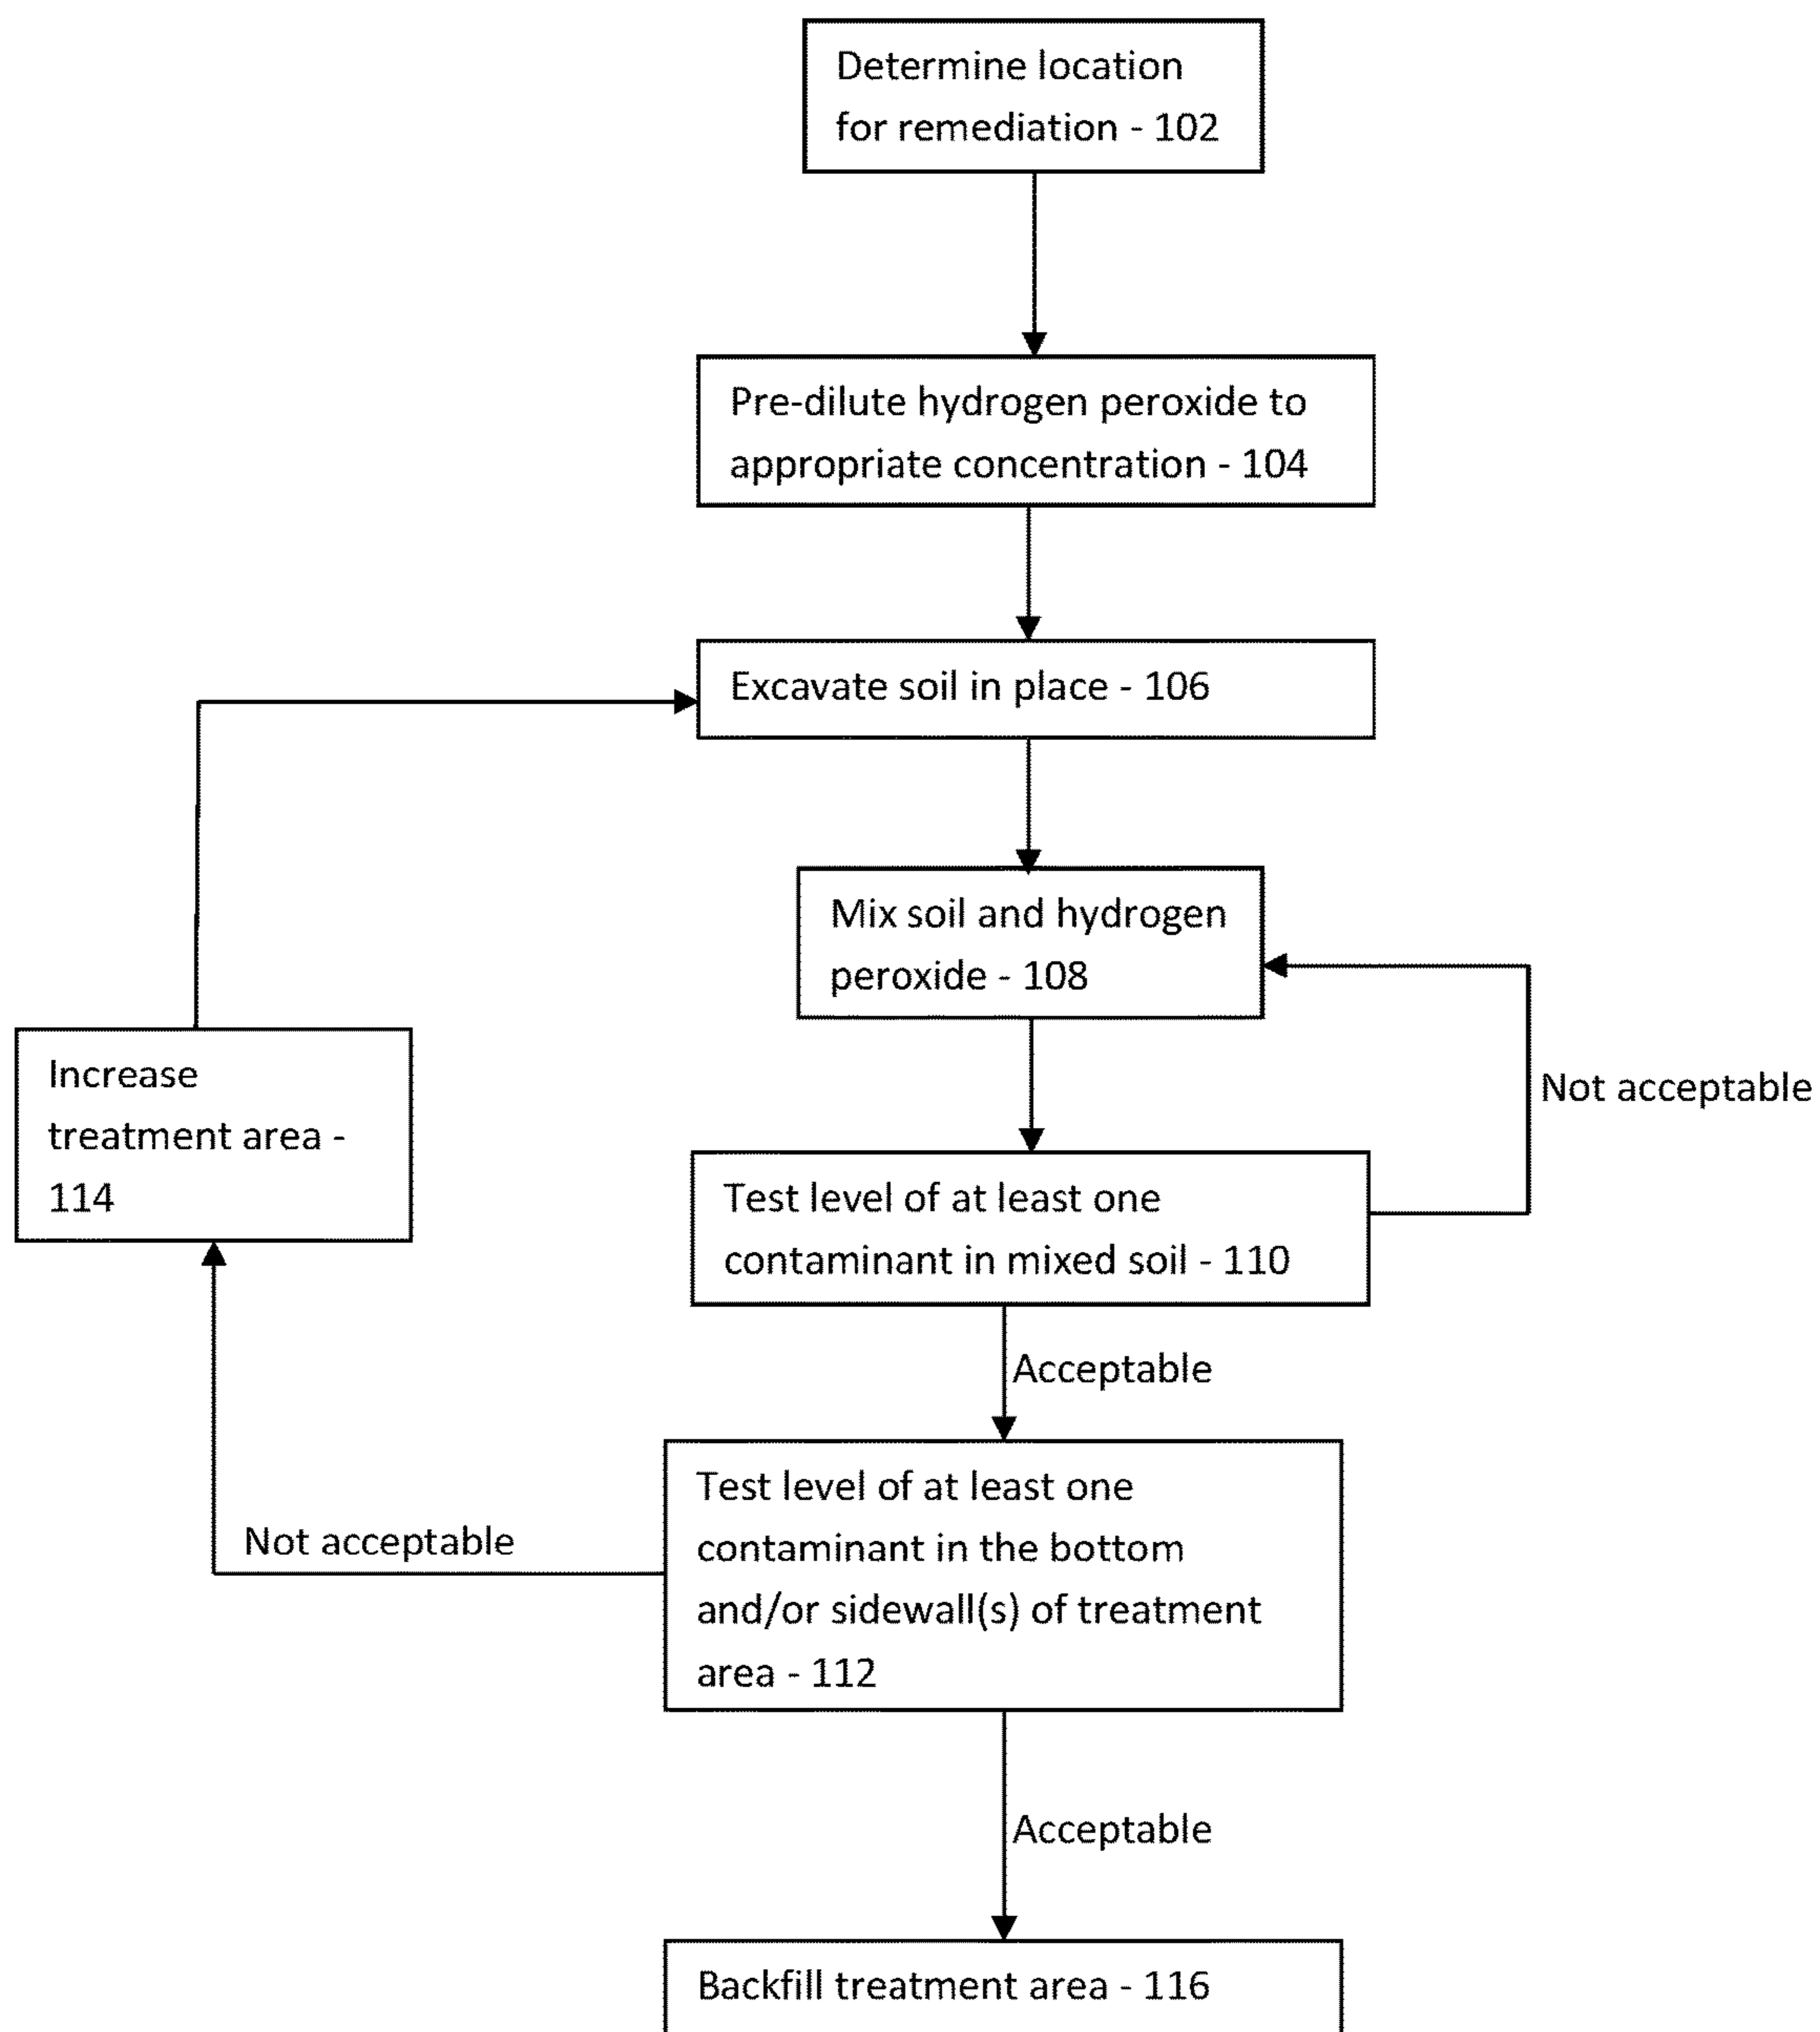 Determine location
for remediation - 102
Pre-dilute hydrogen peroxide to
appropriate concentration - 104
Excavate soil in place - 106
Mix soil and hydrogen
peroxide - 108
Increase
treatment area -
114
Not acceptable
Test level of at least one
contaminant in mixed soil - 110
Acceptable
Test level of at least one
contaminant in the bottom
and/or sidewall(s) of treatment
area - 112
Not acceptable
Acceptable
Backfill treatment area - 116